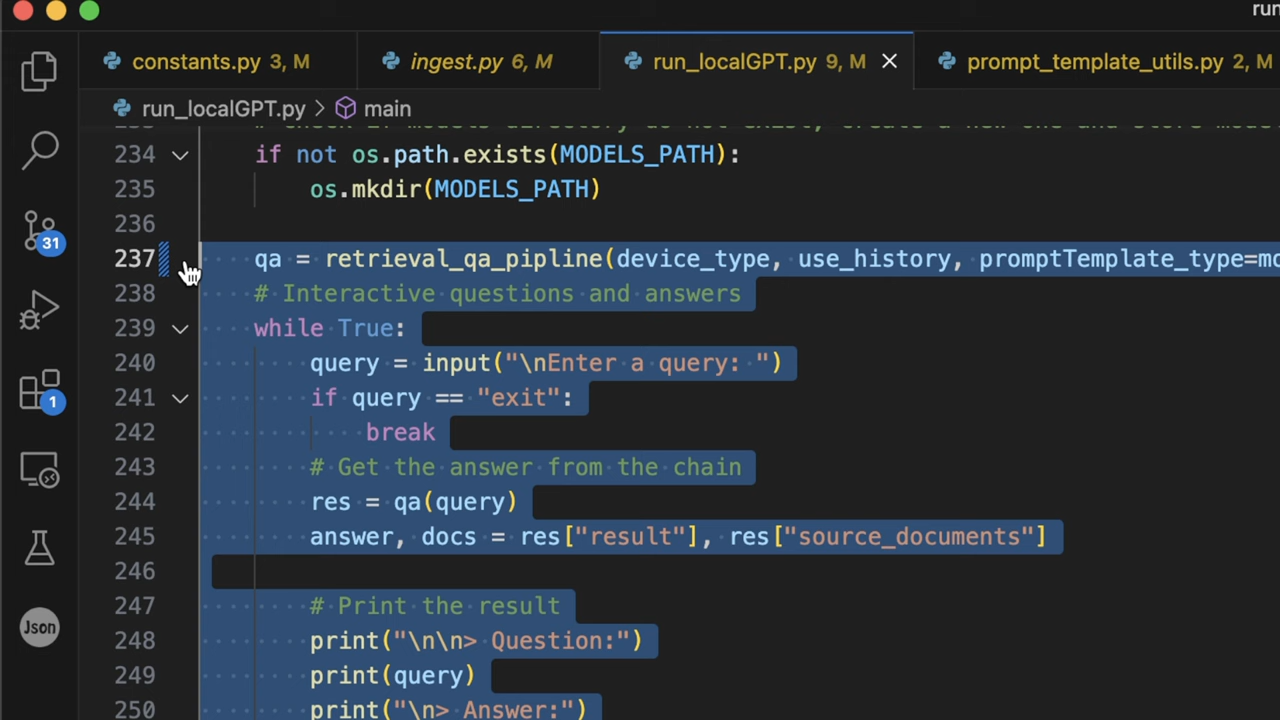 run
constants.py 3, M
ingest.py 6, M
run_localGPT.py 9, M
prompt_template_utils.py 2, M
run_localGPT.py > main
234 if not os.path.exists(MODELS_PATH):
235 os.mkdir(MODELS_PATH)
236
237 qa = retrieval_qa_pipline(device_type, use_history, promptTemplate_type=mo
238 # Interactive questions and answers
239 while True:
240 query = input("\nEnter a query: ")
241 if query == "exit":
242 break
243 # Get the answer from the chain
244 res = qa(query)
245 answer, docs = res["result"], res["source_documents"]
246
247 # Print the result
248 print("\n\n> Question:")
249 print(query)
250 print("\n> Answer:")
31
1
Json